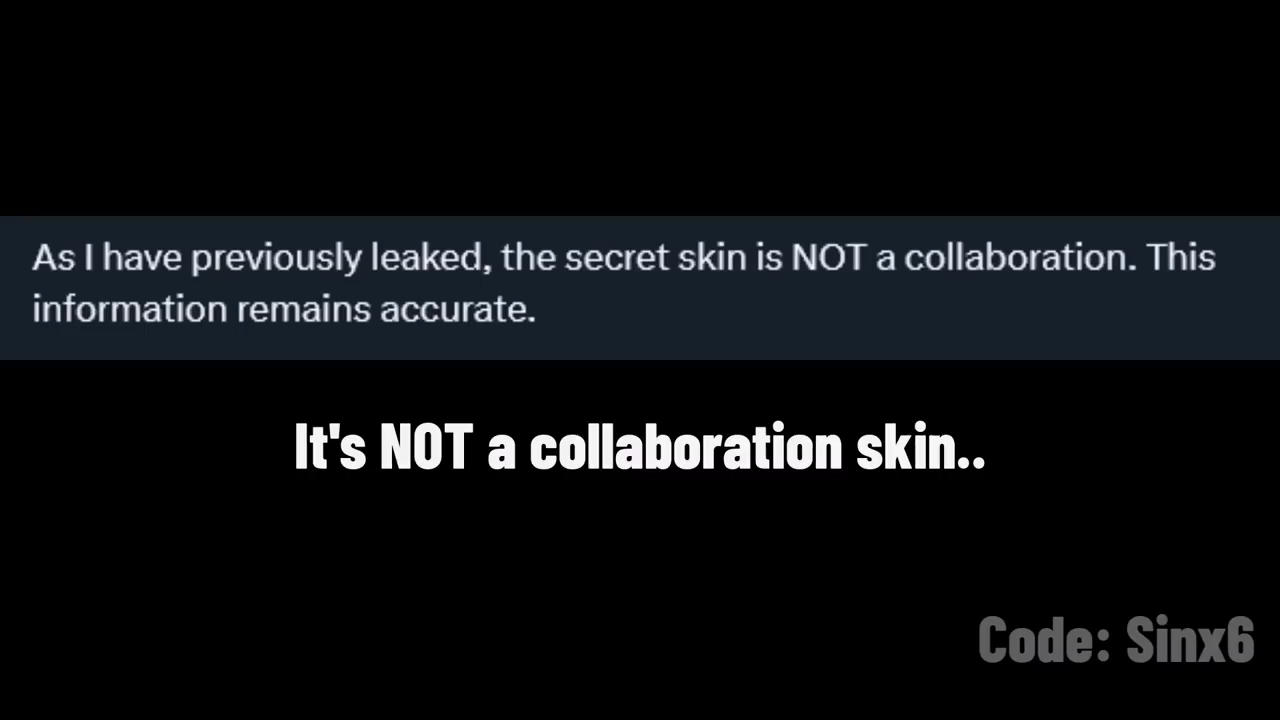 As I have previously leaked, the secret skin is NOT a collaboration. This
information remains accurate.
It's NOT a collaboration skin..
Code: Sinx6